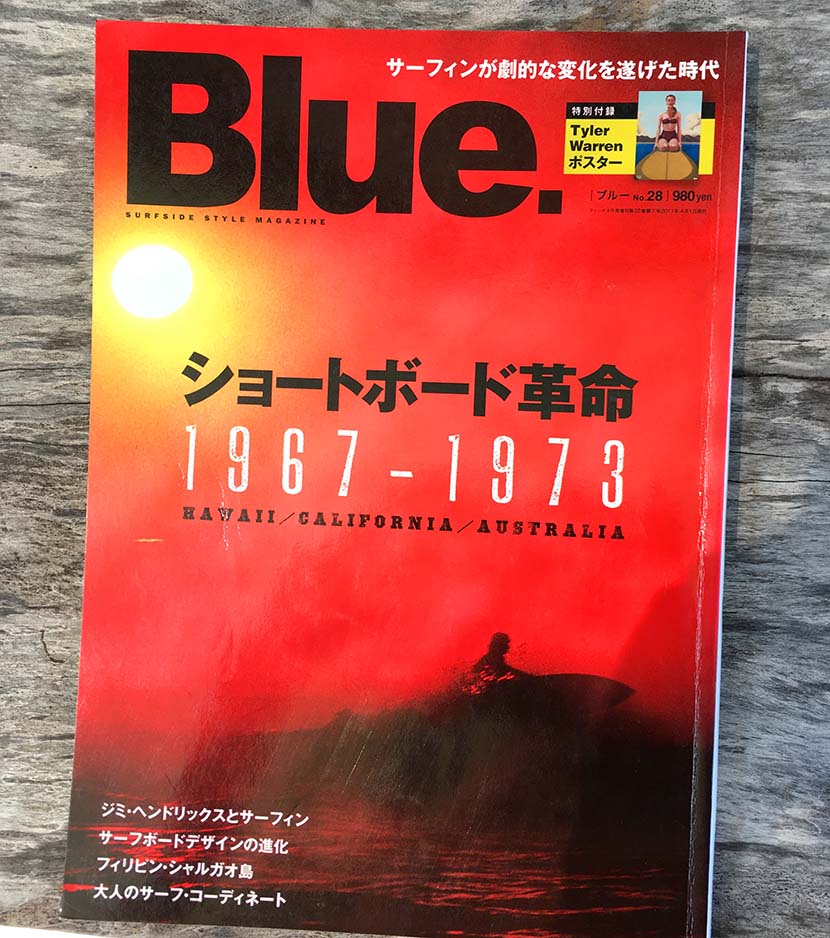 サーフィンが劇的な変化を遂げた時代
Blue.
SURFSIDE STYLE MAGAZINE
特別付録
Tyler
Warren
ポスター
ブルー No.28 | 980yen
ショートボード革命
1967-1973
HAWAII/CALIFORNIA/AUSTRALIA
ジミ・ヘンドリックスとサーフィン
サーフボードデザインの進化
フィリピン・シャルガオ島
大人のサーフ・コーディネート